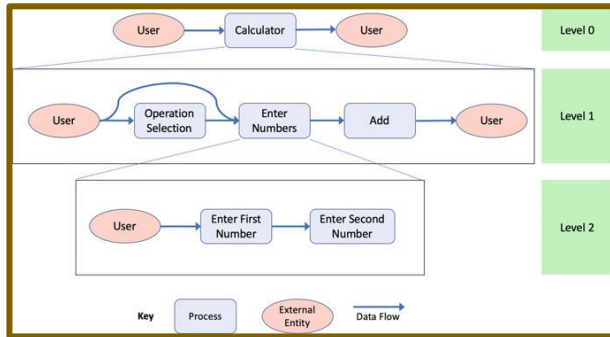 User
Calculator
User
Level 0
User
Operation
Selection
Enter
Numbers
Add
User
Level 1
User
Enter First
Number
Enter Second
Number
Level 2
Key
Process
External
Entity
Data Flow